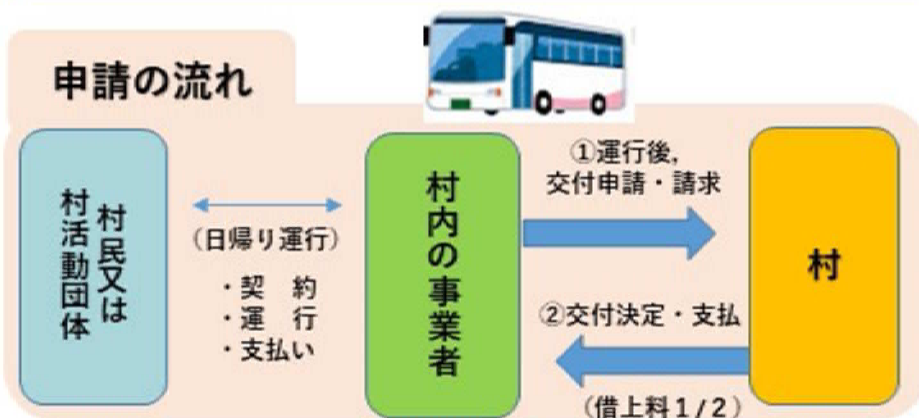 申請の流れ
村民又は
村活動団体
（日帰り運行）
・契　約
・運　行
・支払い
村内の事業者
①運行後，
交付申請・請求
②交付決定・支払
（借上料１/２）
村